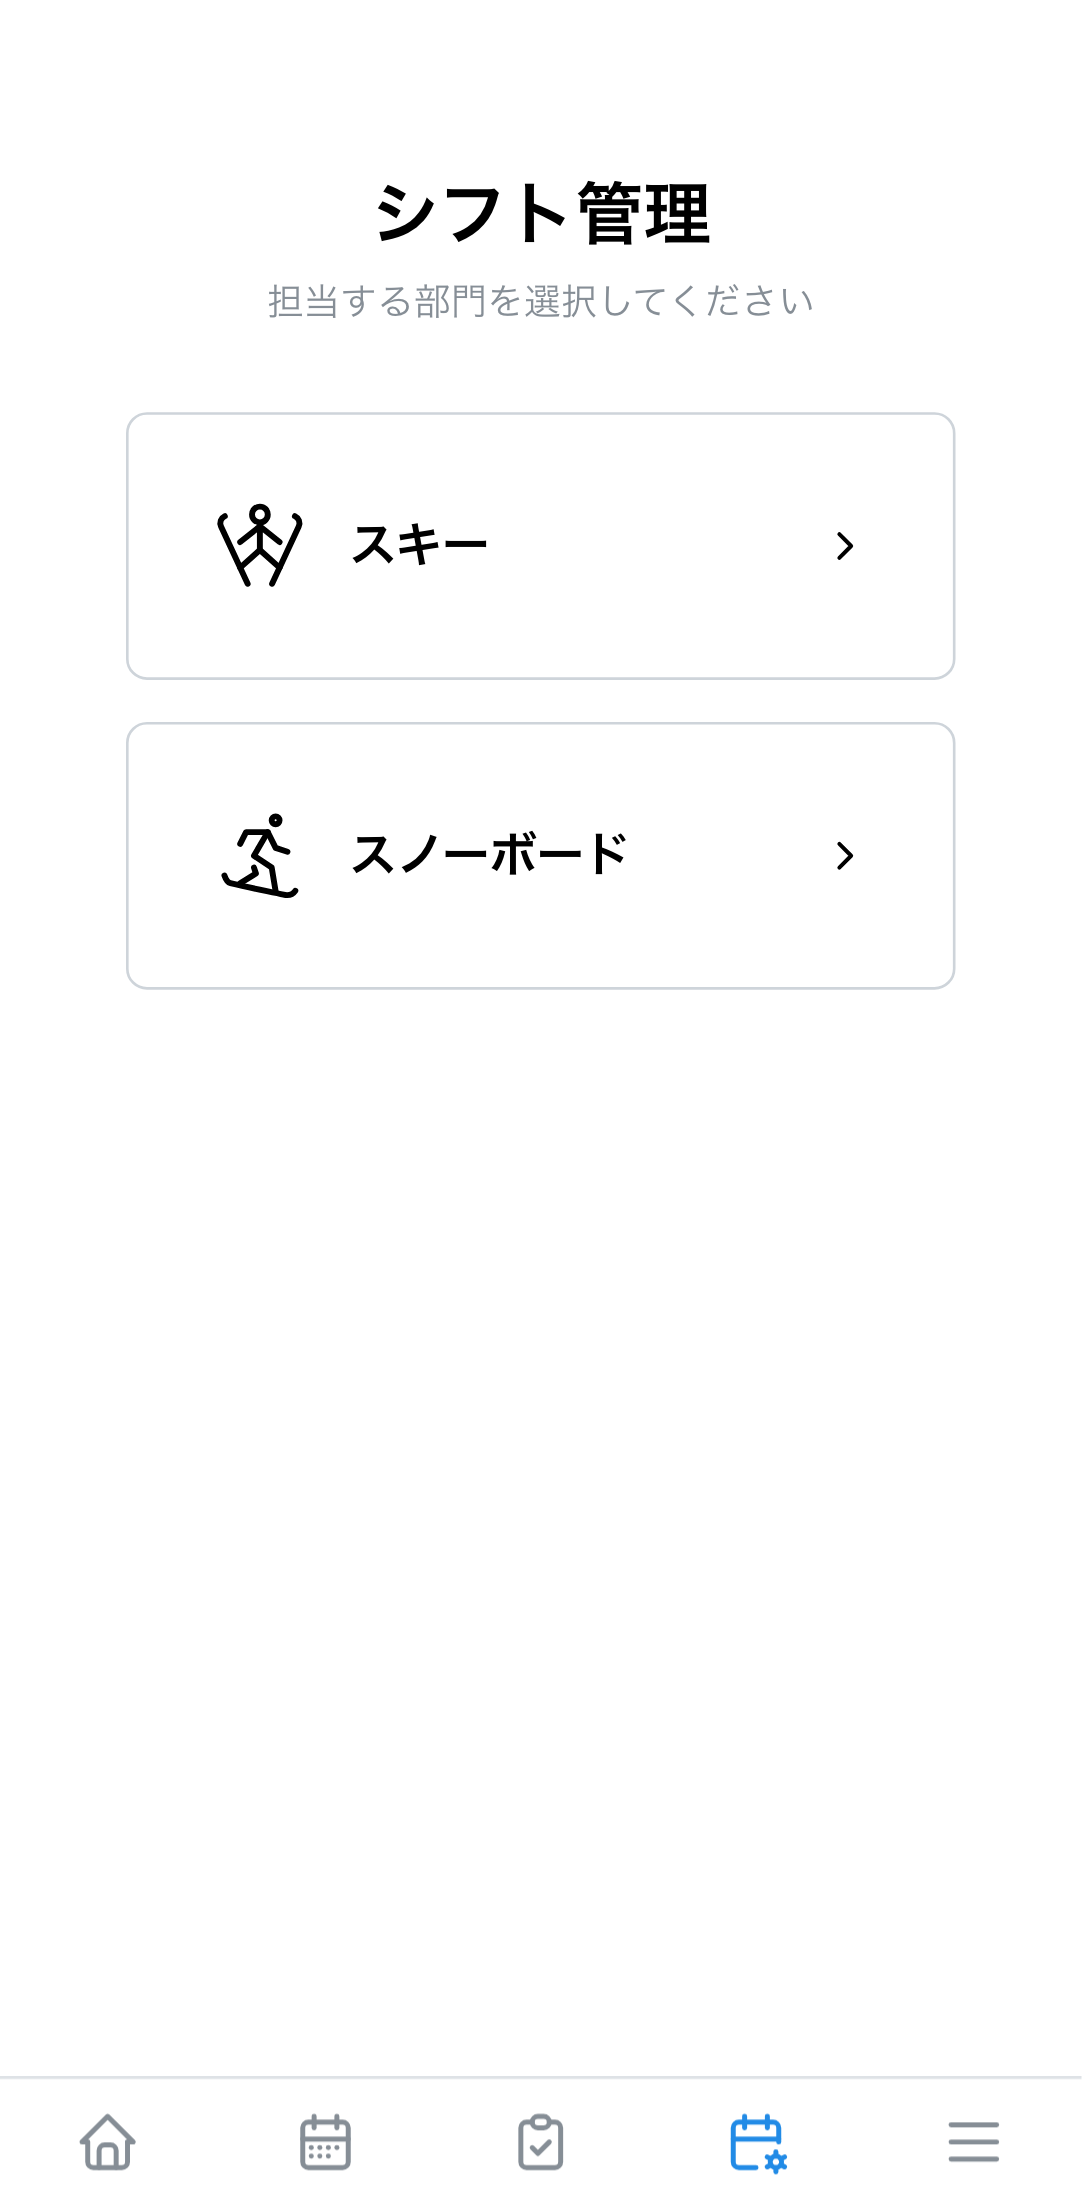 シフト管理
担当する部門を選択してください
スキー
スノーボード